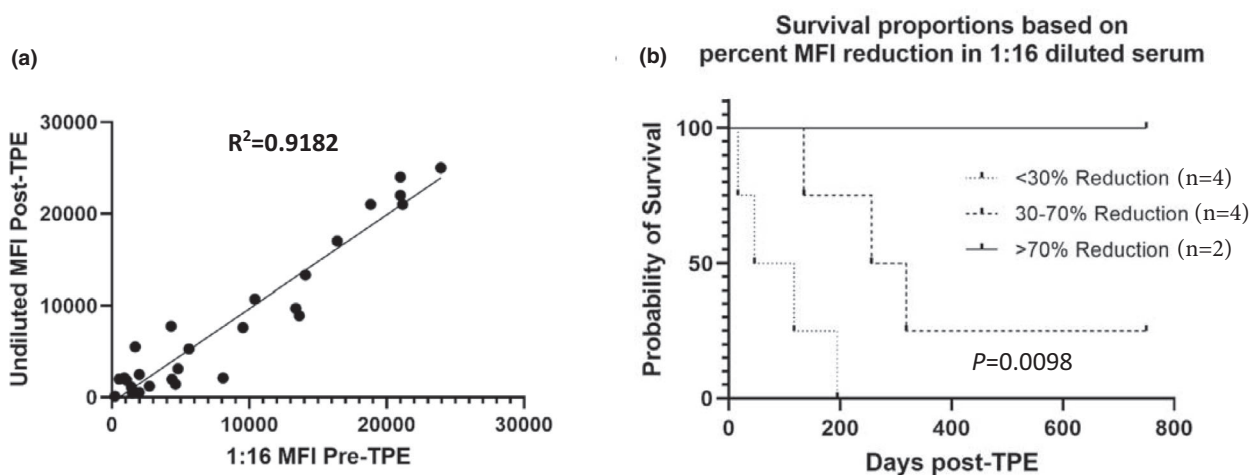 (a)
R²=0.9182
Undiluted MFI Post-TPE
30000
20000
10000
0
0 10000 20000 30000
1:16 MFI Pre-TPE
(b)
Survival proportions based on
percent MFI reduction in 1:16 diluted serum
Probability of Survival
100
50
0
<30% Reduction (n=4)
30-70% Reduction (n=4)
>70% Reduction (n=2)
P=0.0098
0 200 400 600 800
Days post-TPE